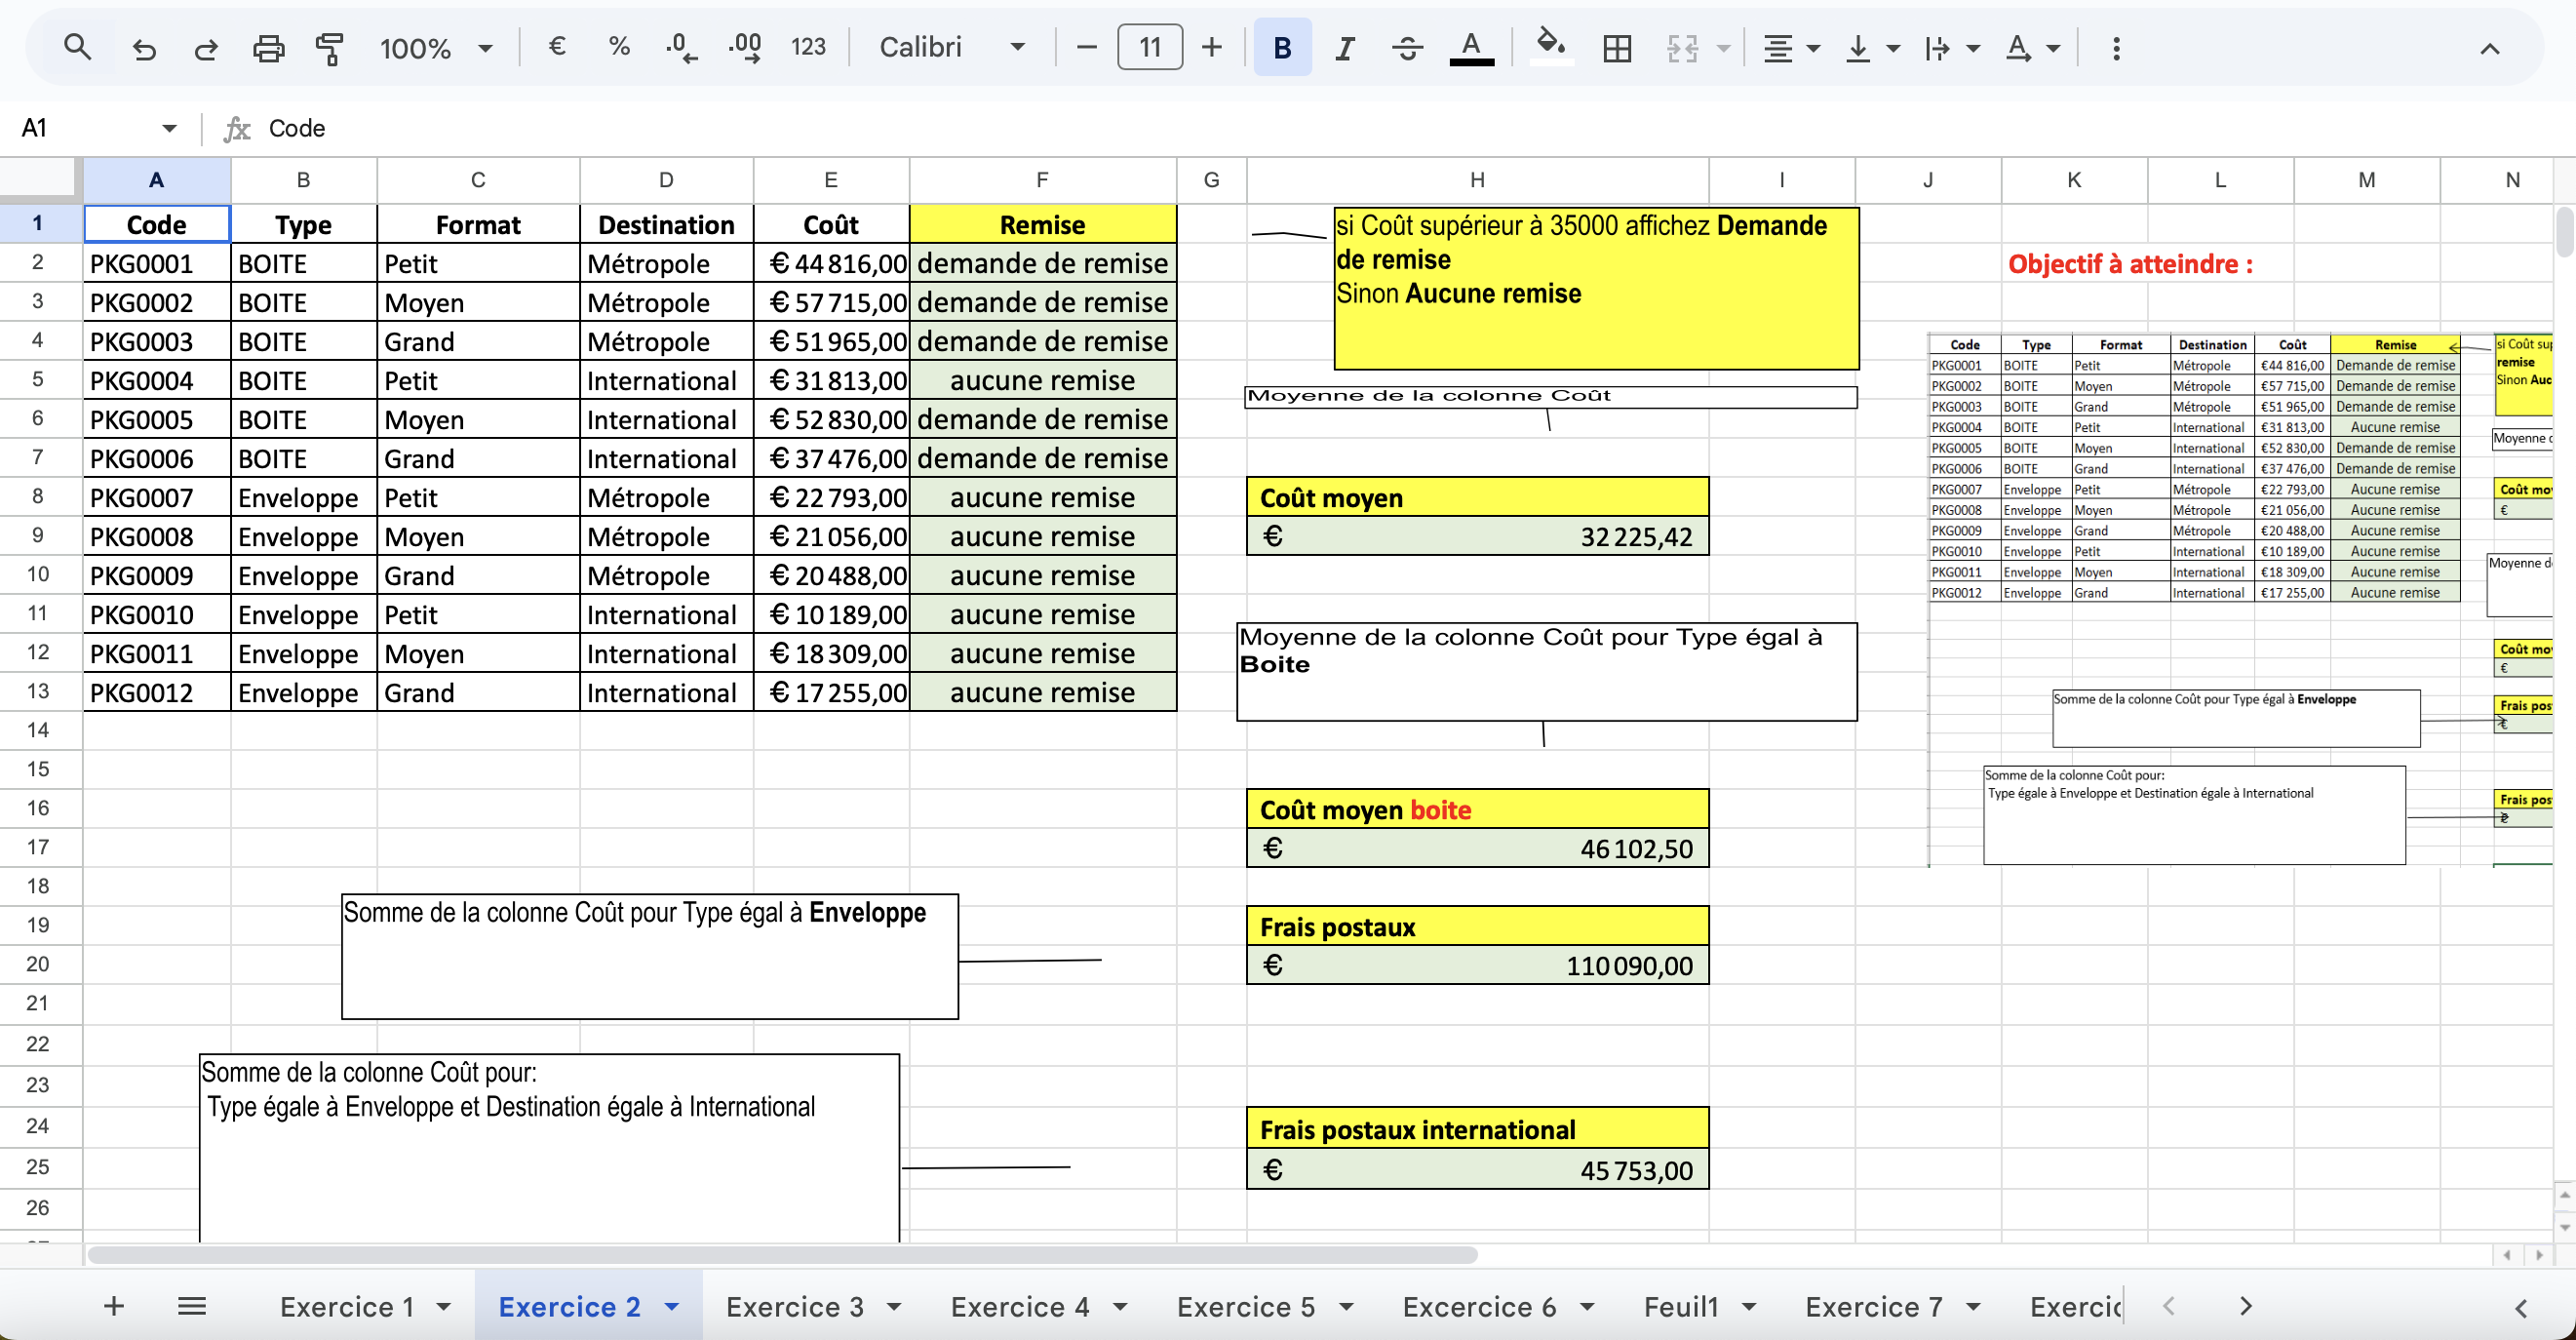 100% € % .0 .00 123 Calibri 11 B I S A
A1 fx Code
A B C D E F G H I J K L M N
1 Code Type Format Destination Coût Remise
2 PKG0001 BOITE Petit Métropole € 44 816,00 demande de remise
3 PKG0002 BOITE Moyen Métropole € 57 715,00 demande de remise
4 PKG0003 BOITE Grand Métropole € 51 965,00 demande de remise
5 PKG0004 BOITE Petit International € 31 813,00 aucune remise
6 PKG0005 BOITE Moyen International € 52 830,00 demande de remise
7 PKG0006 BOITE Grand International € 37 476,00 demande de remise
8 PKG0007 Enveloppe Petit Métropole € 22 793,00 aucune remise
9 PKG0008 Enveloppe Moyen Métropole € 21 056,00 aucune remise
10 PKG0009 Enveloppe Grand Métropole € 20 488,00 aucune remise
11 PKG0010 Enveloppe Petit International € 10 189,00 aucune remise
12 PKG0011 Enveloppe Moyen International € 18 309,00 aucune remise
13 PKG0012 Enveloppe Grand International € 17 255,00 aucune remise
14
15
16
17
18
19
20
21
22
23
24
25
26
si Coût supérieur à 35000 affichez Demande
de remise
Sinon Aucune remise
Moyenne de la colonne Coût
Coût moyen
€ 32 225,42
Moyenne de la colonne Coût pour Type égal à
Boite
Coût moyen boite
€ 46 102,50
Somme de la colonne Coût pour Type égal à Enveloppe
Frais postaux
€ 110 090,00
Somme de la colonne Coût pour:
Type égale à Enveloppe et Destination égale à International
Frais postaux international
€ 45 753,00
Objectif à atteindre :
Code Type Format Destination Coût Remise
PKG0001 BOITE Petit Métropole €44 816,00 Demande de remise
PKG0002 BOITE Moyen Métropole €57 715,00 Demande de remise
PKG0003 BOITE Grand Métropole €51 965,00 Demande de remise
PKG0004 BOITE Petit International €31 813,00 Aucune remise
PKG0005 BOITE Moyen International €52 830,00 Demande de remise
PKG0006 BOITE Grand International €37 476,00 Demande de remise
PKG0007 Enveloppe Petit Métropole €22 793,00 Aucune remise
PKG0008 Enveloppe Moyen Métropole €21 056,00 Aucune remise
PKG0009 Enveloppe Grand Métropole €20 488,00 Aucune remise
PKG0010 Enveloppe Petit International €10 189,00 Aucune remise
PKG0011 Enveloppe Moyen International €18 309,00 Aucune remise
PKG0012 Enveloppe Grand International €17 255,00 Aucune remise
si Coût sup
remise
Sinon Auc
Moyenne d
Coût mo
€
Moyenne d
Coût mo
€
Somme de la colonne Coût pour Type égal à Enveloppe
Frais pos
€
Somme de la colonne Coût pour:
Type égale à Enveloppe et Destination égale à International
Frais pos
€
Exercice 1 Exercice 2 Exercice 3 Exercice 4 Exercice 5 Excercice 6 Feuil1 Exercice 7 Exercic